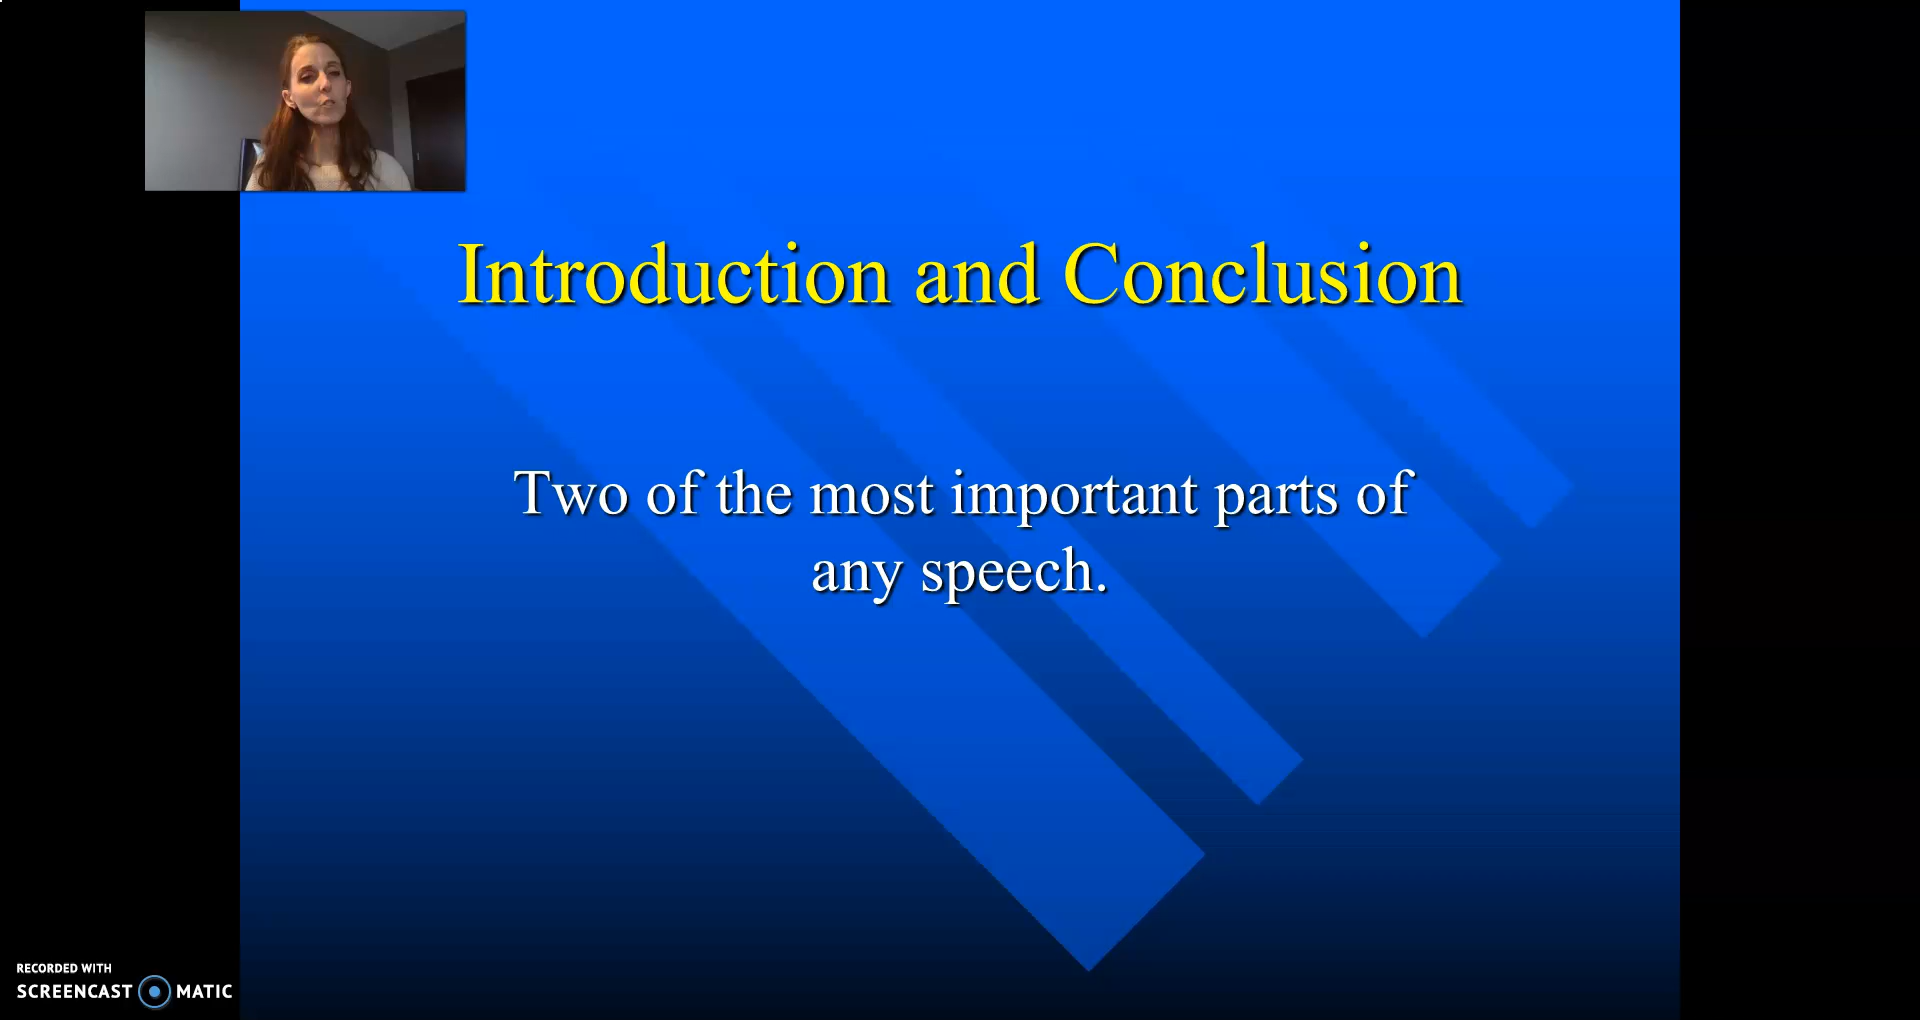 Introduction and Conclusion
Two of the most important parts of
any speech.
RECORDED WITH
SCREENCAST MATIC